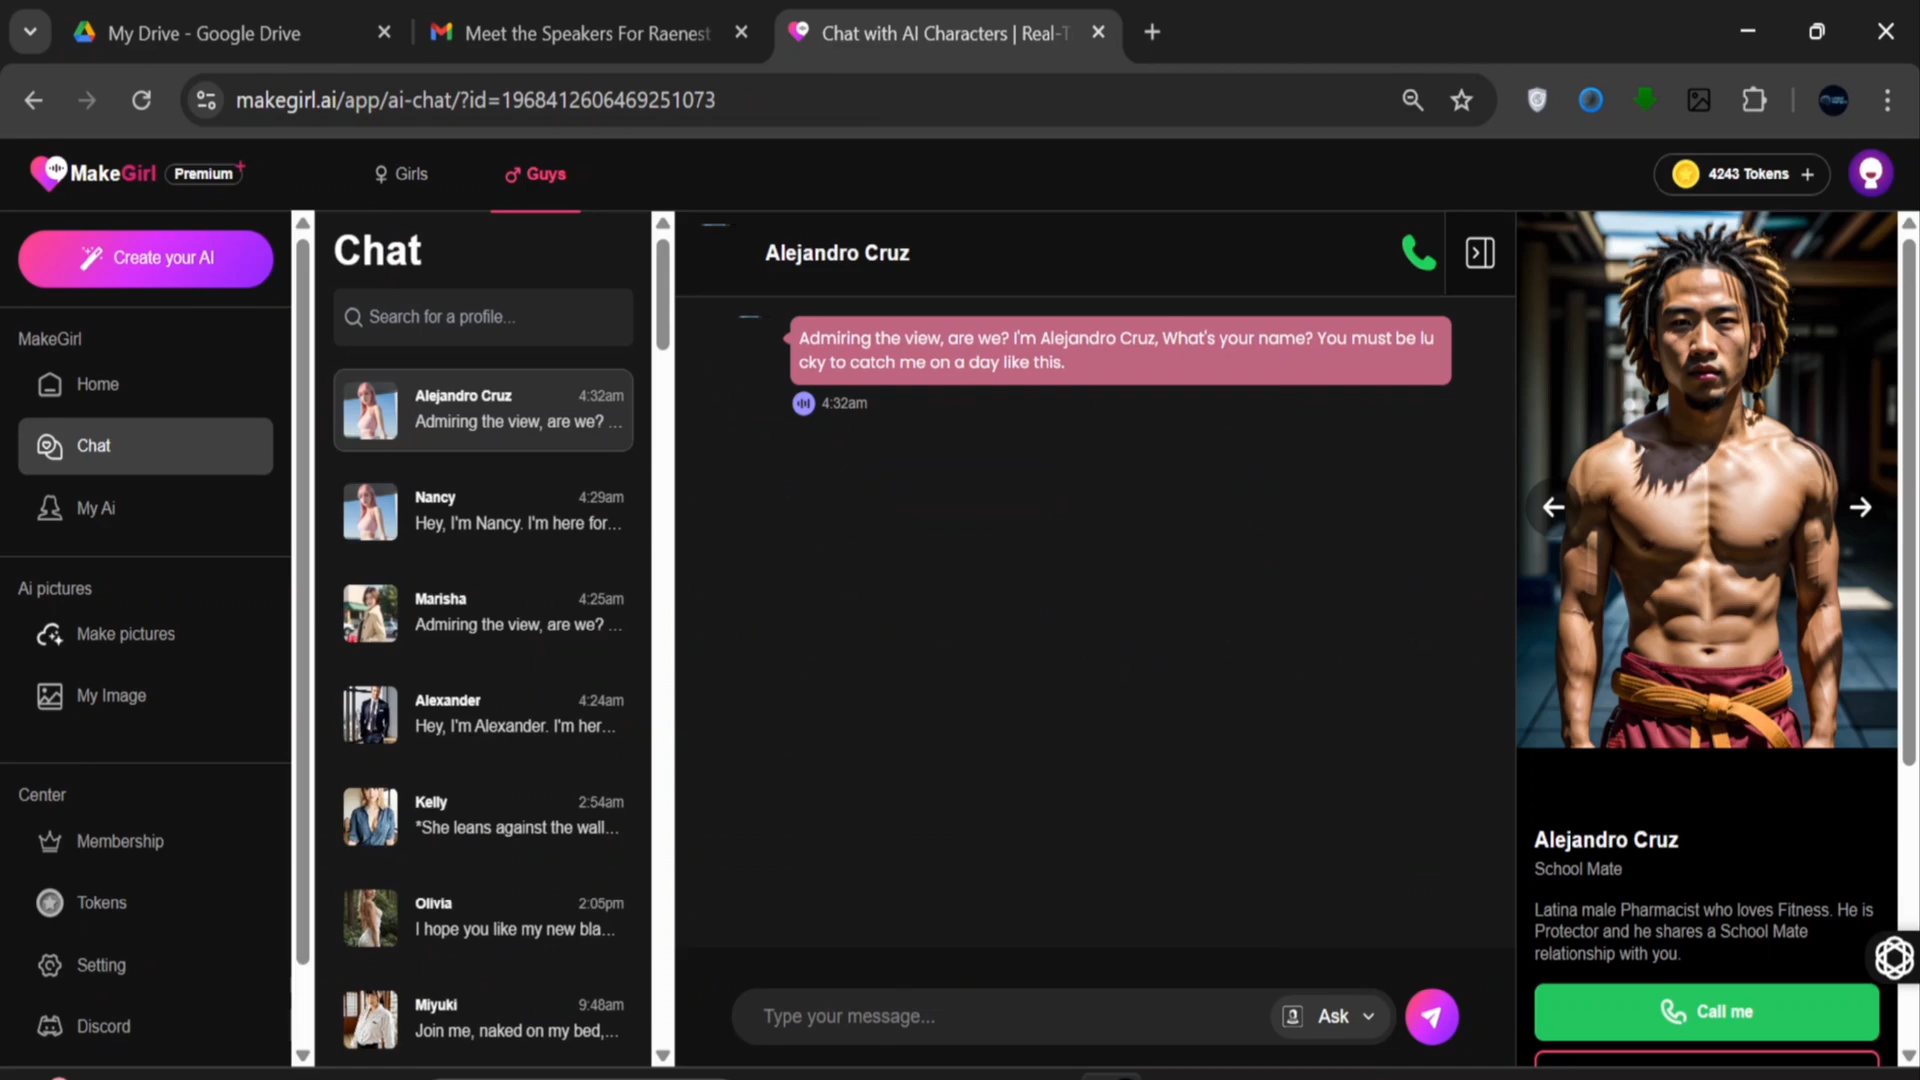 My Drive - Google Drive
Meet the Speakers For Raenest
Chat with AI Characters | Real-T
makegirl.ai/app/ai-chat/?id=1968412606469251073
MakeGirl
Premium
Girls
Guys
4243 Tokens
Create your AI
MakeGirl
Home
Chat
My Ai
Ai pictures
Make pictures
My Image
Center
Membership
Tokens
Setting
Discord
Chat
Search for a profile...
Alejandro Cruz 4:32am
Admiring the view, are we? ...
Nancy 4:29am
Hey, I'm Nancy. I'm here for...
Marisha 4:25am
Admiring the view, are we? ...
Alexander 4:24am
Hey, I'm Alexander. I'm her...
Kelly 2:54am
*She leans against the wall...
Olivia 2:05pm
I hope you like my new bla...
Miyuki 9:48am
Join me, naked on my bed,...
Alejandro Cruz
Admiring the view, are we? I'm Alejandro Cruz, What's your name? You must be lu
cky to catch me on a day like this.
4:32am
Type your message...
Ask
Alejandro Cruz
School Mate
Latina male Pharmacist who loves Fitness. He is
Protector and he shares a School Mate
relationship with you.
Call me